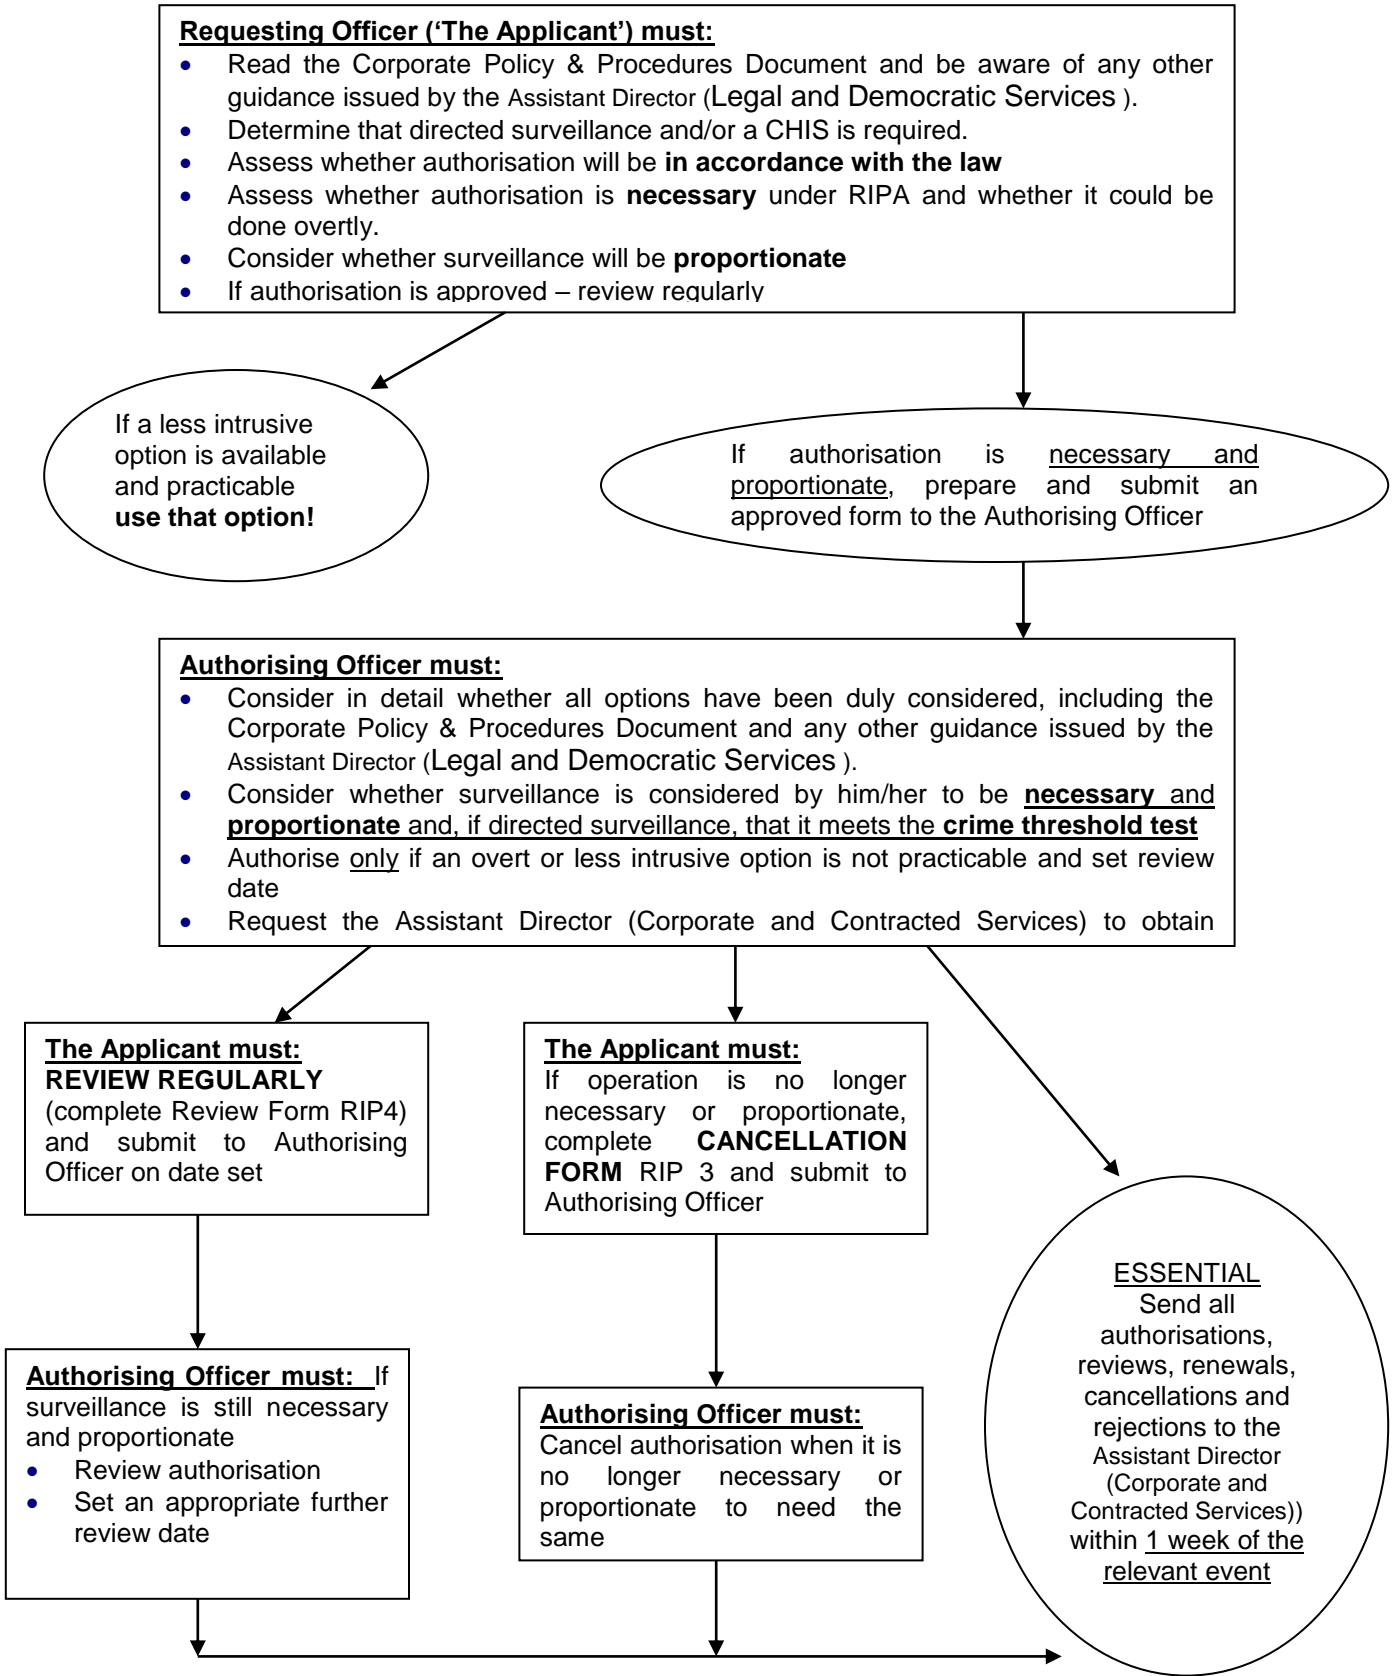 Requesting Officer (‘The Applicant’) must:
• Read the Corporate Policy & Procedures Document and be aware of any other
guidance issued by the Assistant Director (Legal and Democratic Services ).
• Determine that directed surveillance and/or a CHIS is required.
• Assess whether authorisation will be in accordance with the law
• Assess whether authorisation is necessary under RIPA and whether it could be
done overtly.
• Consider whether surveillance will be proportionate
• If authorisation is approved – review regularly
If a less intrusive
option is available
and practicable
use that option!
If authorisation is necessary and
proportionate, prepare and submit an
approved form to the Authorising Officer
Authorising Officer must:
• Consider in detail whether all options have been duly considered, including the
Corporate Policy & Procedures Document and any other guidance issued by the
Assistant Director (Legal and Democratic Services ).
• Consider whether surveillance is considered by him/her to be necessary and
proportionate and, if directed surveillance, that it meets the crime threshold test
• Authorise only if an overt or less intrusive option is not practicable and set review
date
• Request the Assistant Director (Corporate and Contracted Services) to obtain
The Applicant must:
REVIEW REGULARLY
(complete Review Form RIP4)
and submit to Authorising
Officer on date set
The Applicant must:
If operation is no longer
necessary or proportionate,
complete CANCELLATION
FORM RIP 3 and submit to
Authorising Officer
ESSENTIAL
Send all
authorisations,
reviews, renewals,
cancellations and
rejections to the
Assistant Director
(Corporate and
Contracted Services))
within 1 week of the
relevant event
Authorising Officer must: If
surveillance is still necessary
and proportionate
• Review authorisation
• Set an appropriate further
review date
Authorising Officer must:
Cancel authorisation when it is
no longer necessary or
proportionate to need the
same